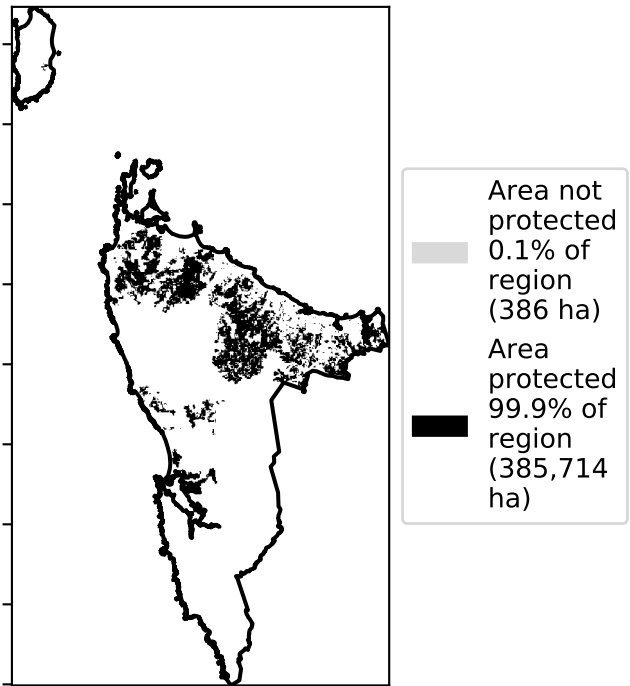 Area not
protected
0.1% of
region
(386 ha)
Area
protected
99.9% of
region
(385,714
ha)